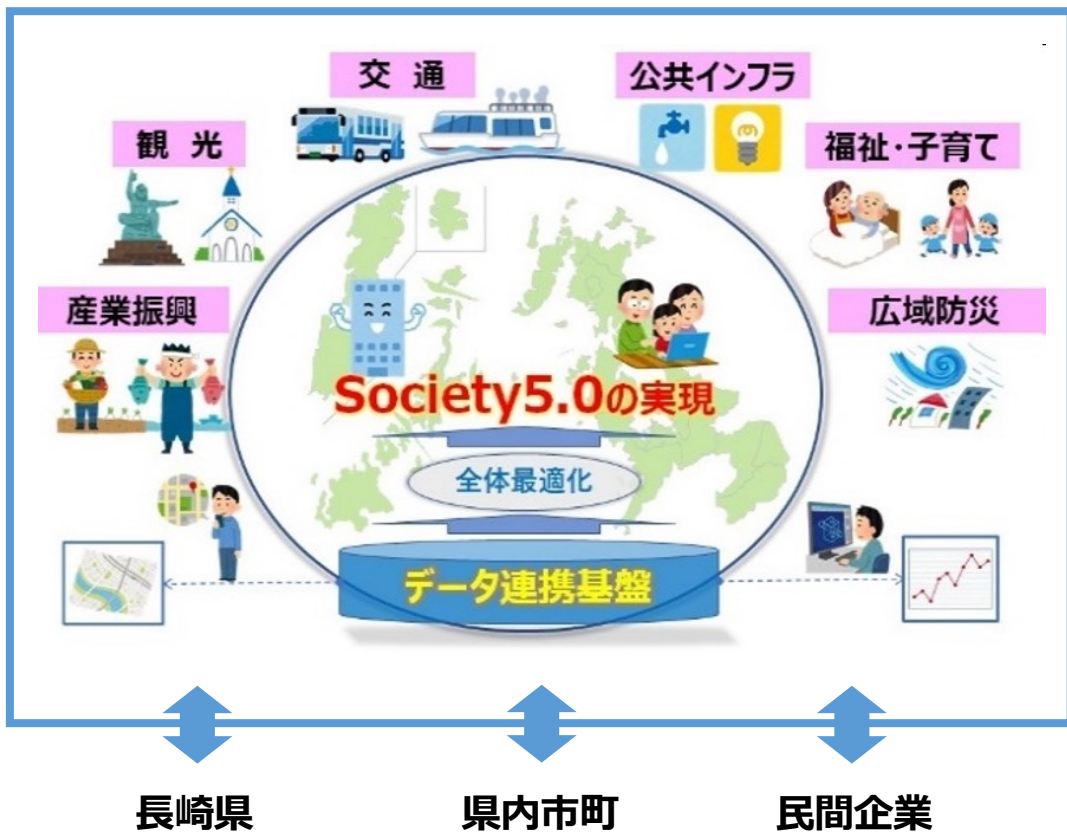 交 通
公共インフラ
観 光
福祉・子育て
産業振興
広域防災
Society5.0の実現
全体最適化
データ連携基盤
長崎県
県内市町
民間企業